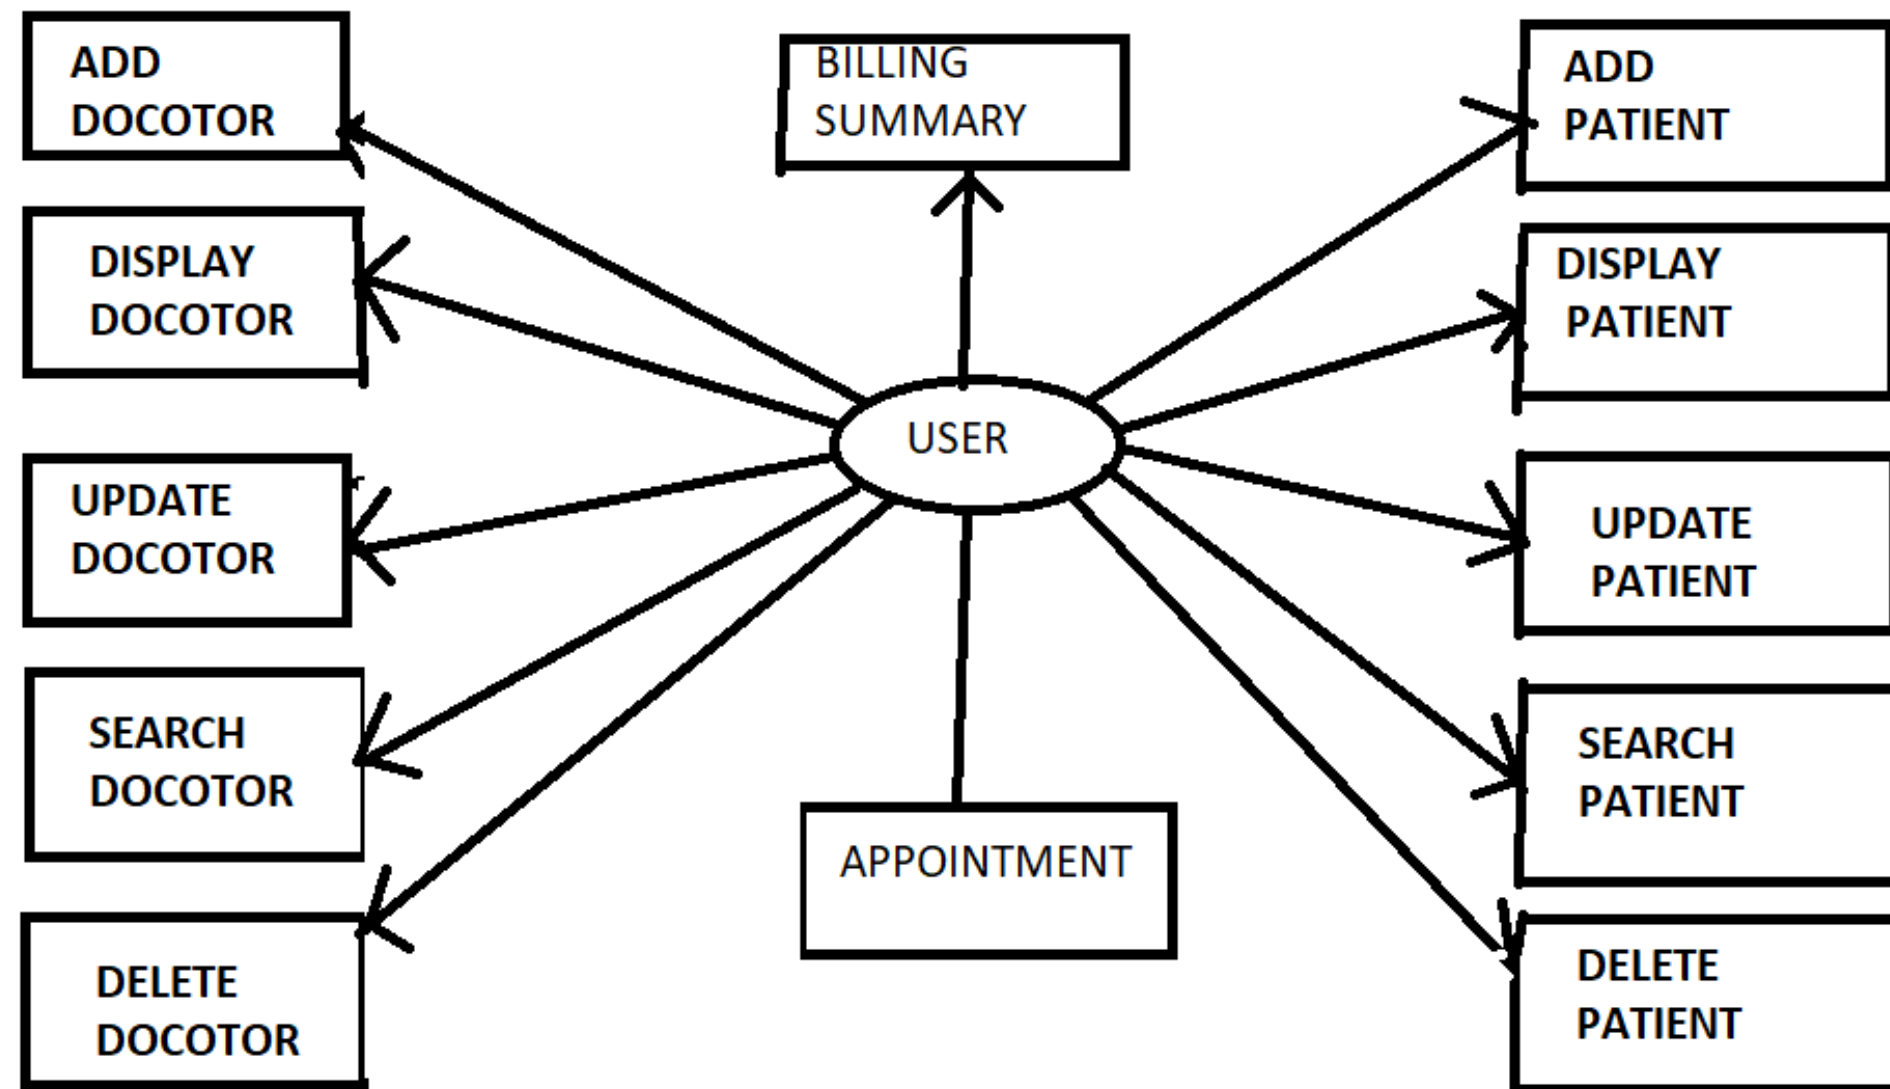 ADD
DOCOTOR
DISPLAY
DOCOTOR
UPDATE
DOCOTOR
SEARCH
DOCOTOR
DELETE
DOCOTOR
BILLING
SUMMARY
USER
APPOINTMENT
ADD
PATIENT
DISPLAY
PATIENT
UPDATE
PATIENT
SEARCH
PATIENT
DELETE
PATIENT